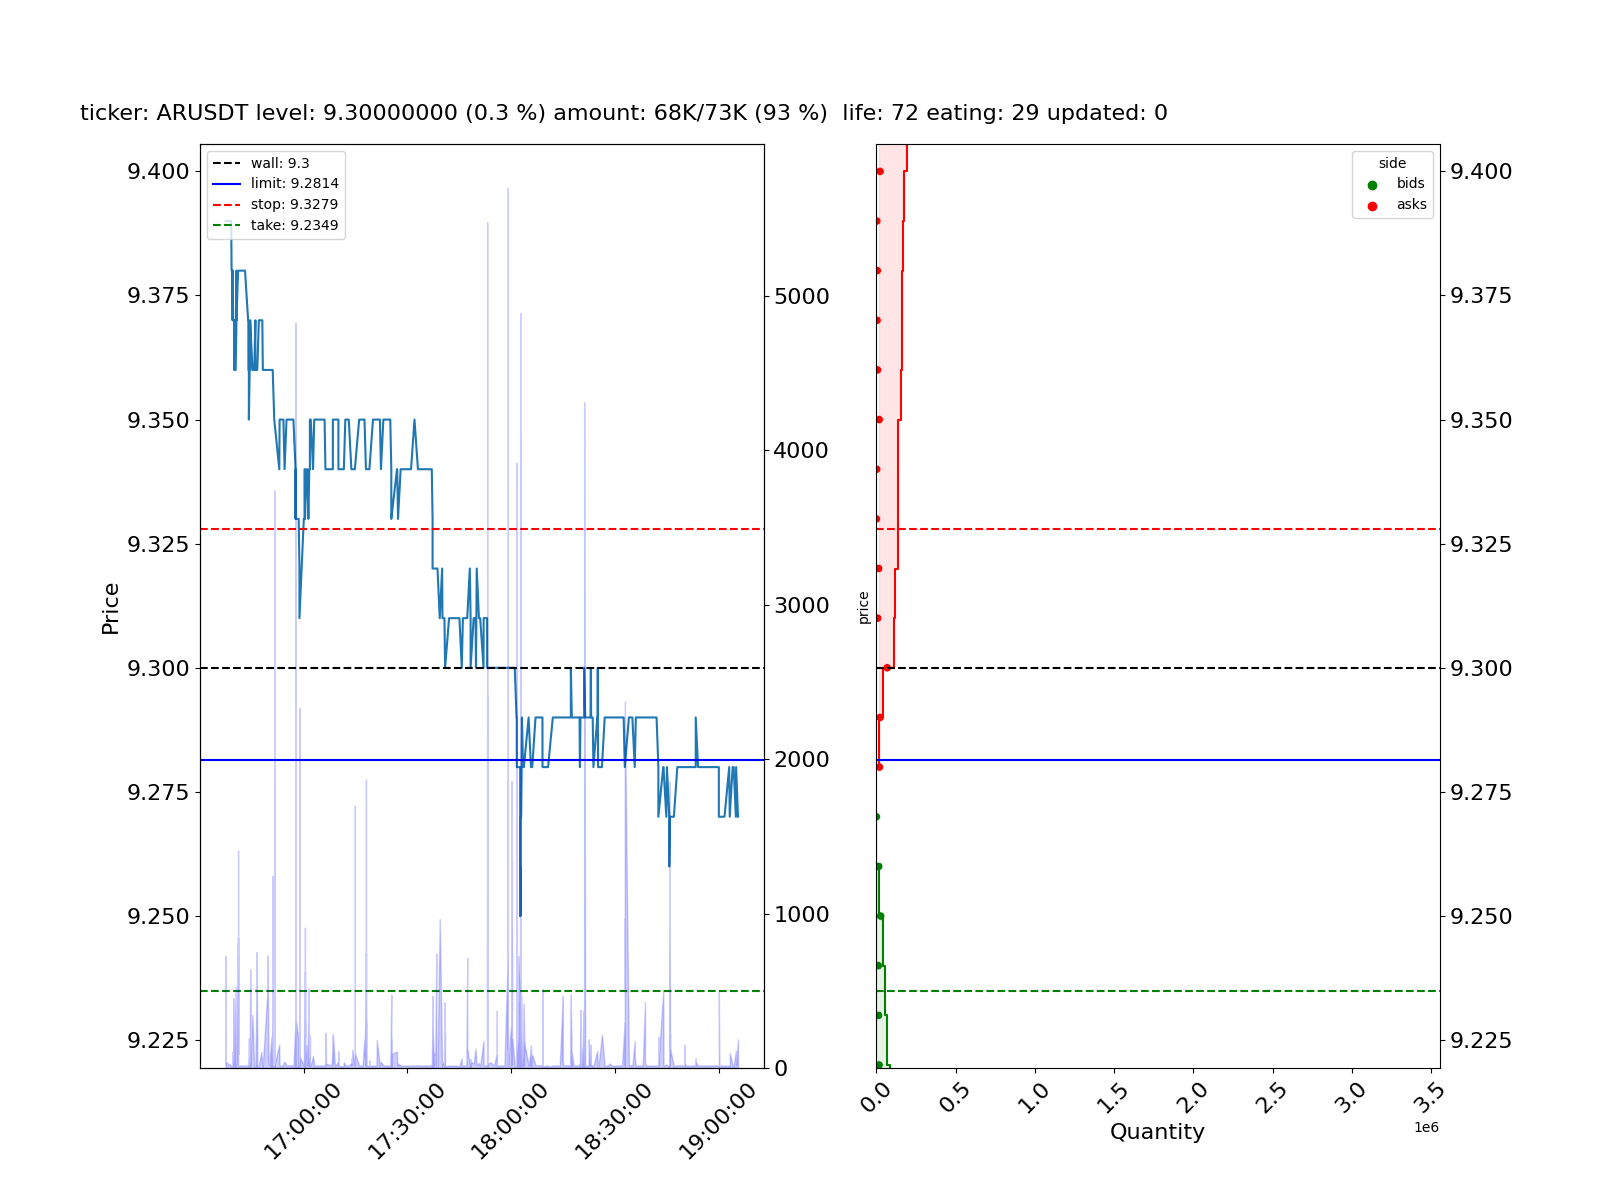 ticker: ARUSDT level: 9.30000000 (0.3 %) amount: 68K/73K (93 %)  life: 72 eating: 29 updated: 0
wall: 9.3
limit: 9.2814
stop: 9.3279
take: 9.2349
Price
9.400
9.375
9.350
9.325
9.300
9.275
9.250
9.225
5000
4000
3000
2000
1000
0
17:00:00
17:30:00
18:00:00
18:30:00
19:00:00
side
bids
asks
price
9.400
9.375
9.350
9.325
9.300
9.275
9.250
9.225
0.0
0.5
1.0
1.5
2.0
2.5
3.0
3.5
1e6
Quantity